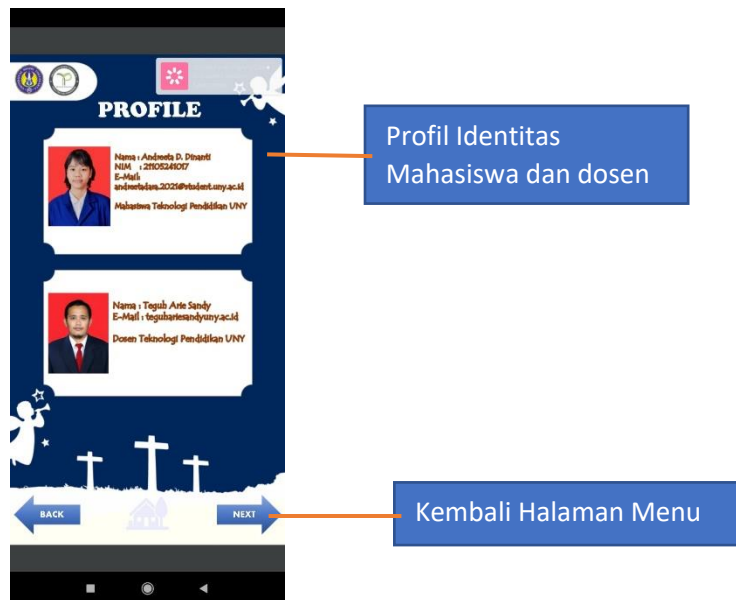 PROFILE
Nama : Andreeta D. Dinanti
NIM : 21105241017
E-Mail:
andreetadara.2021@student.uny.ac.id
Mahasiswa Teknologi Pendidikan UNY
Profil Identitas
Mahasiswa dan dosen
Nama : Teguh Arie Sandy
E-Mail : teguhariesandyuny.ac.id
Dosen Teknologi Pendidikan UNY
BACK
NEXT
Kembali Halaman Menu